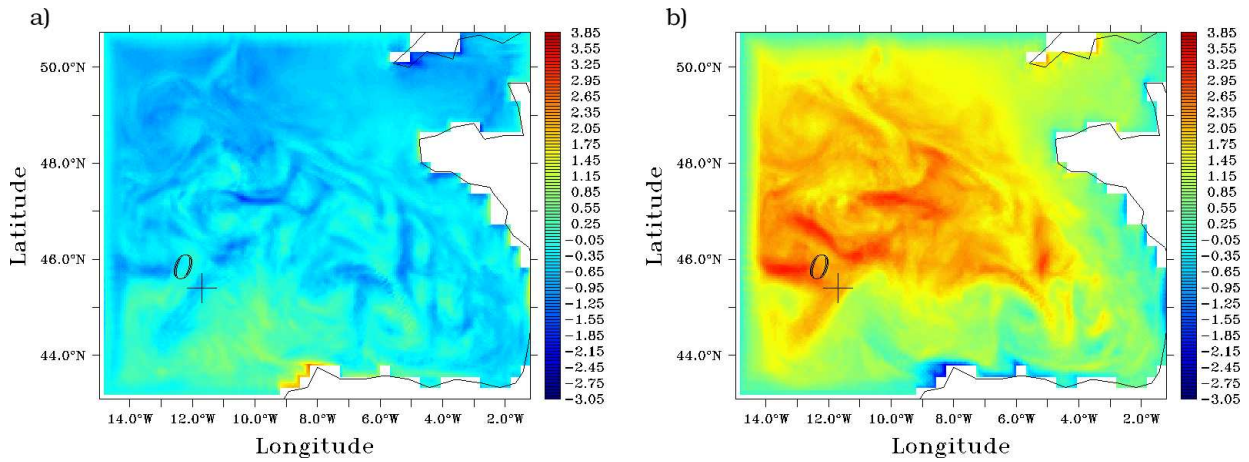 a)
50.0°N
48.0°N
46.0°N
44.0°N
Latitude
O
14.0°W 12.0°W 10.0°W 8.0°W 6.0°W 4.0°W 2.0°W
Longitude
3.85
3.55
3.25
2.95
2.65
2.35
2.05
1.75
1.45
1.15
0.85
0.55
0.25
-0.05
-0.35
-0.65
-0.95
-1.25
-1.55
-1.85
-2.15
-2.45
-2.75
-3.05
b)
50.0°N
48.0°N
46.0°N
44.0°N
Latitude
O
14.0°W 12.0°W 10.0°W 8.0°W 6.0°W 4.0°W 2.0°W
Longitude
3.85
3.55
3.25
2.95
2.65
2.35
2.05
1.75
1.45
1.15
0.85
0.55
0.25
-0.05
-0.35
-0.65
-0.95
-1.25
-1.55
-1.85
-2.15
-2.45
-2.75
-3.05